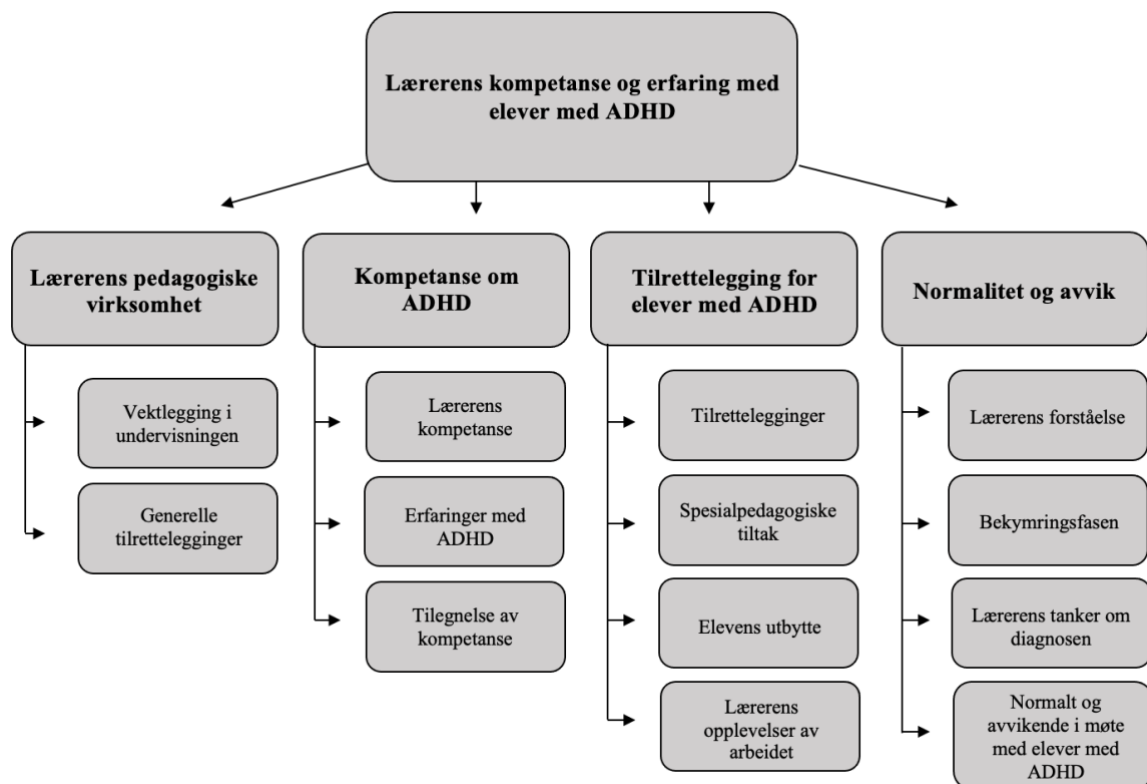 Lærerens kompetanse og erfaring med
elever med ADHD
Lærerens pedagogiske
virksomhet
Vektlegging i
undervisningen
Generelle
tilrettelegginger
Kompetanse om
ADHD
Lærerens
kompetanse
Erfaringer med
ADHD
Tilegnelse av
kompetanse
Tilrettelegging for
elever med ADHD
Tilrettelegginger
Spesialpedagogiske
tiltak
Elevens utbytte
Lærerens
opplevelser av
arbeidet
Normalitet og avvik
Lærerens forståelse
Bekymringsfasen
Lærerens tanker om
diagnosen
Normalt og
avvikende i møte
med elever med
ADHD